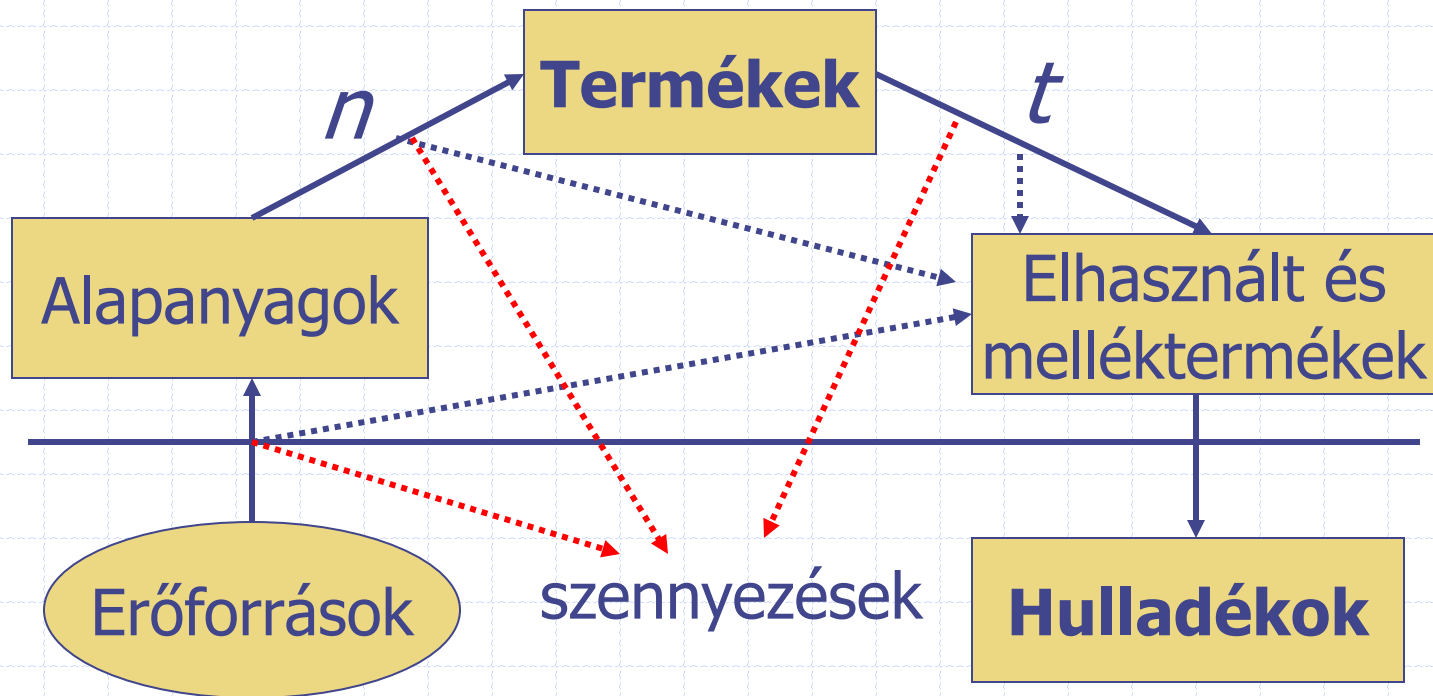 Termékek
n
t
Alapanyagok
Elhasznált és
melléktermékek
Erőforrások
szennyezések
Hulladékok